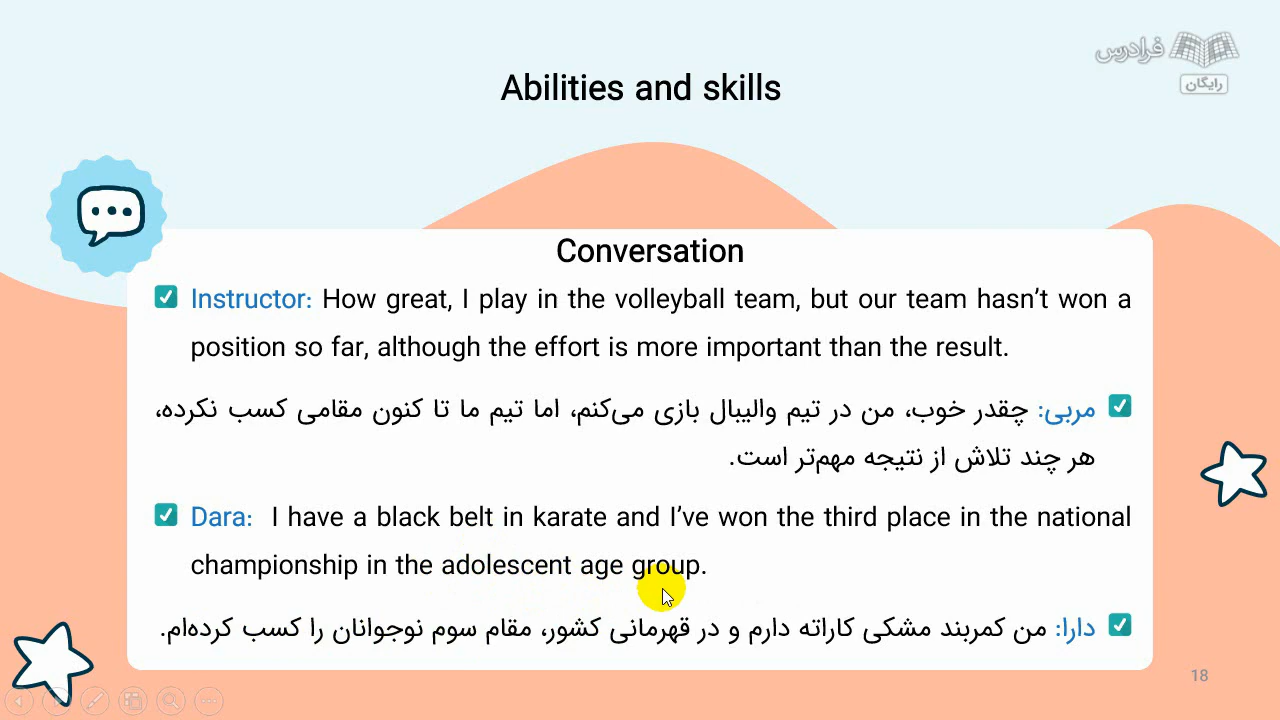 فرادرس
رایگان
Abilities and skills
Conversation
Instructor: How great, I play in the volleyball team, but our team hasn’t won a
position so far, although the effort is more important than the result.
مربی: چقدر خوب، من در تیم والیبال بازی می‌کنم، اما تیم ما تا کنون مقامی کسب نکرده،
هر چند تلاش از نتیجه مهم‌تر است.
Dara: I have a black belt in karate and I’ve won the third place in the national
championship in the adolescent age group.
دارا: من کمربند مشکی کاراته دارم و در قهرمانی کشور، مقام سوم نوجوانان را کسب کرده‌ام.
18